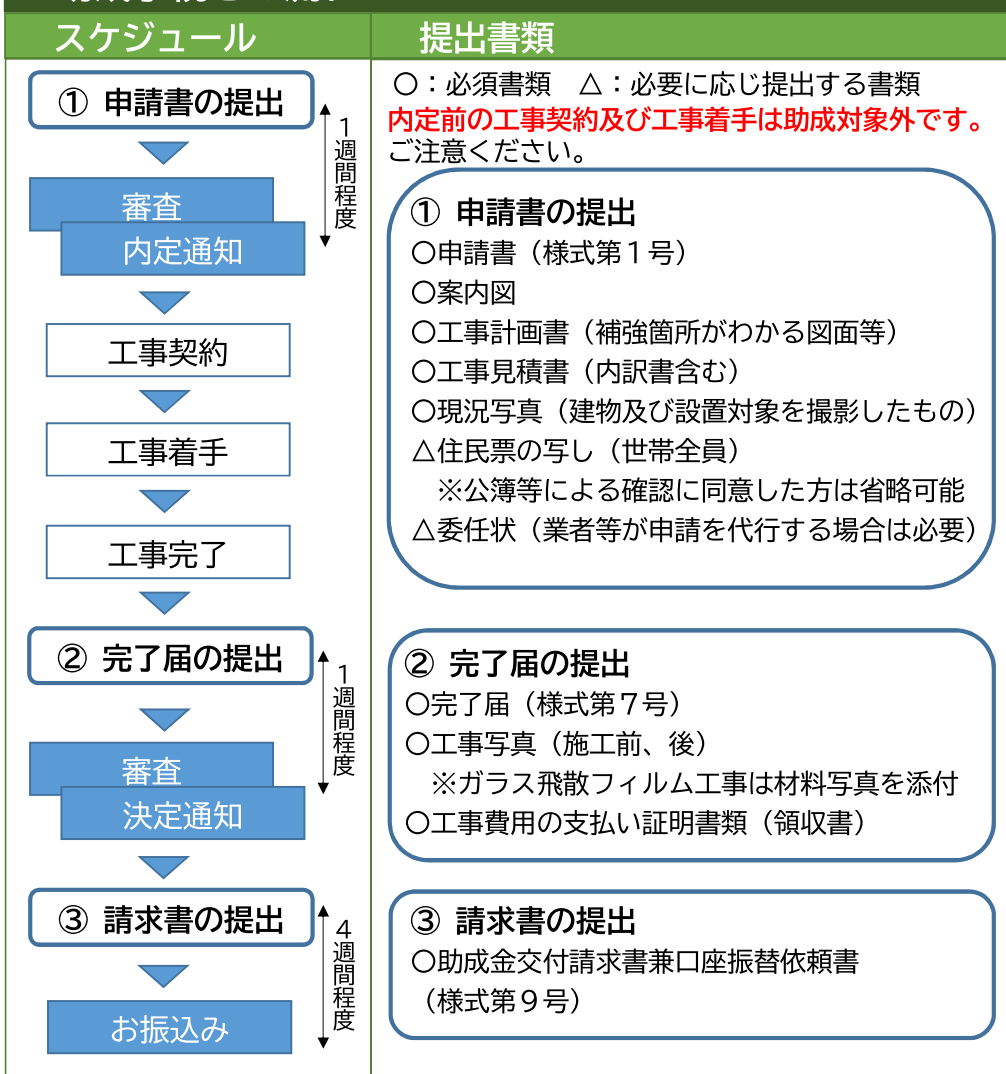 スケジュール
提出書類
① 申請書の提出
1週間程度
審査
内定通知
工事契約
工事着手
工事完了
② 完了届の提出
1週間程度
審査
決定通知
③ 請求書の提出
4週間程度
お振込み
〇：必須書類　△：必要に応じ提出する書類
内定前の工事契約及び工事着手は助成対象外です。
ご注意ください。
① 申請書の提出
〇申請書（様式第１号）
〇案内図
〇工事計画書（補強箇所がわかる図面等）
〇工事見積書（内訳書含む）
〇現況写真（建物及び設置対象を撮影したもの）
△住民票の写し（世帯全員）
※公簿等による確認に同意した方は省略可能
△委任状（業者等が申請を代行する場合は必要）
② 完了届の提出
〇完了届（様式第７号）
〇工事写真（施工前、後）
※ガラス飛散フィルム工事は材料写真を添付
〇工事費用の支払い証明書類（領収書）
③ 請求書の提出
〇助成金交付請求書兼口座振替依頼書
（様式第９号）